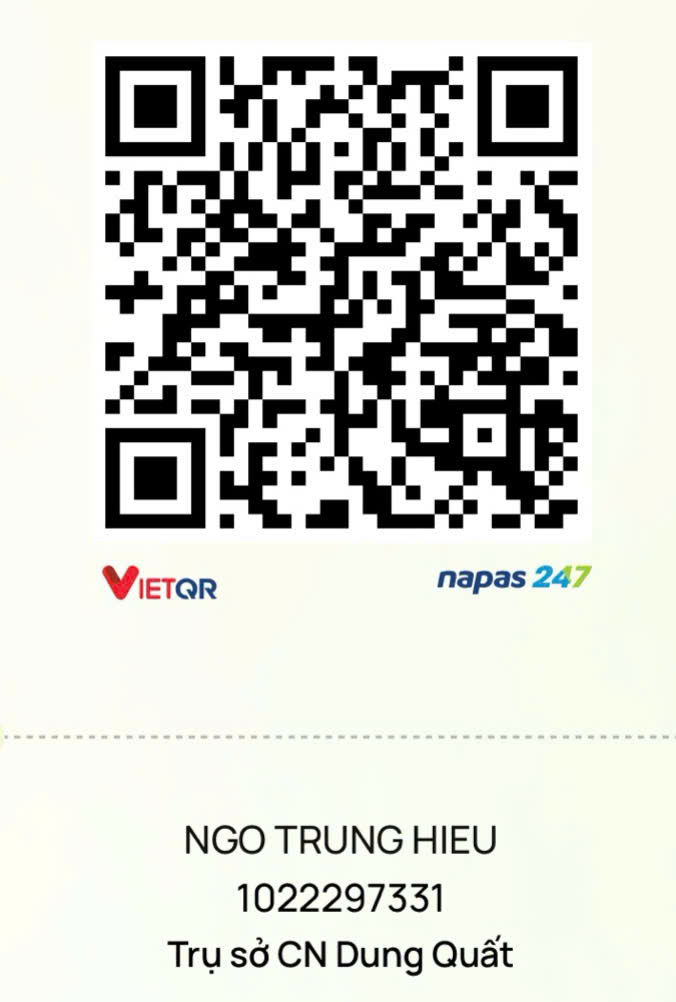 VIETQR
napas 247
NGO TRUNG HIEU
1022297331
Trụ sở CN Dung Quất